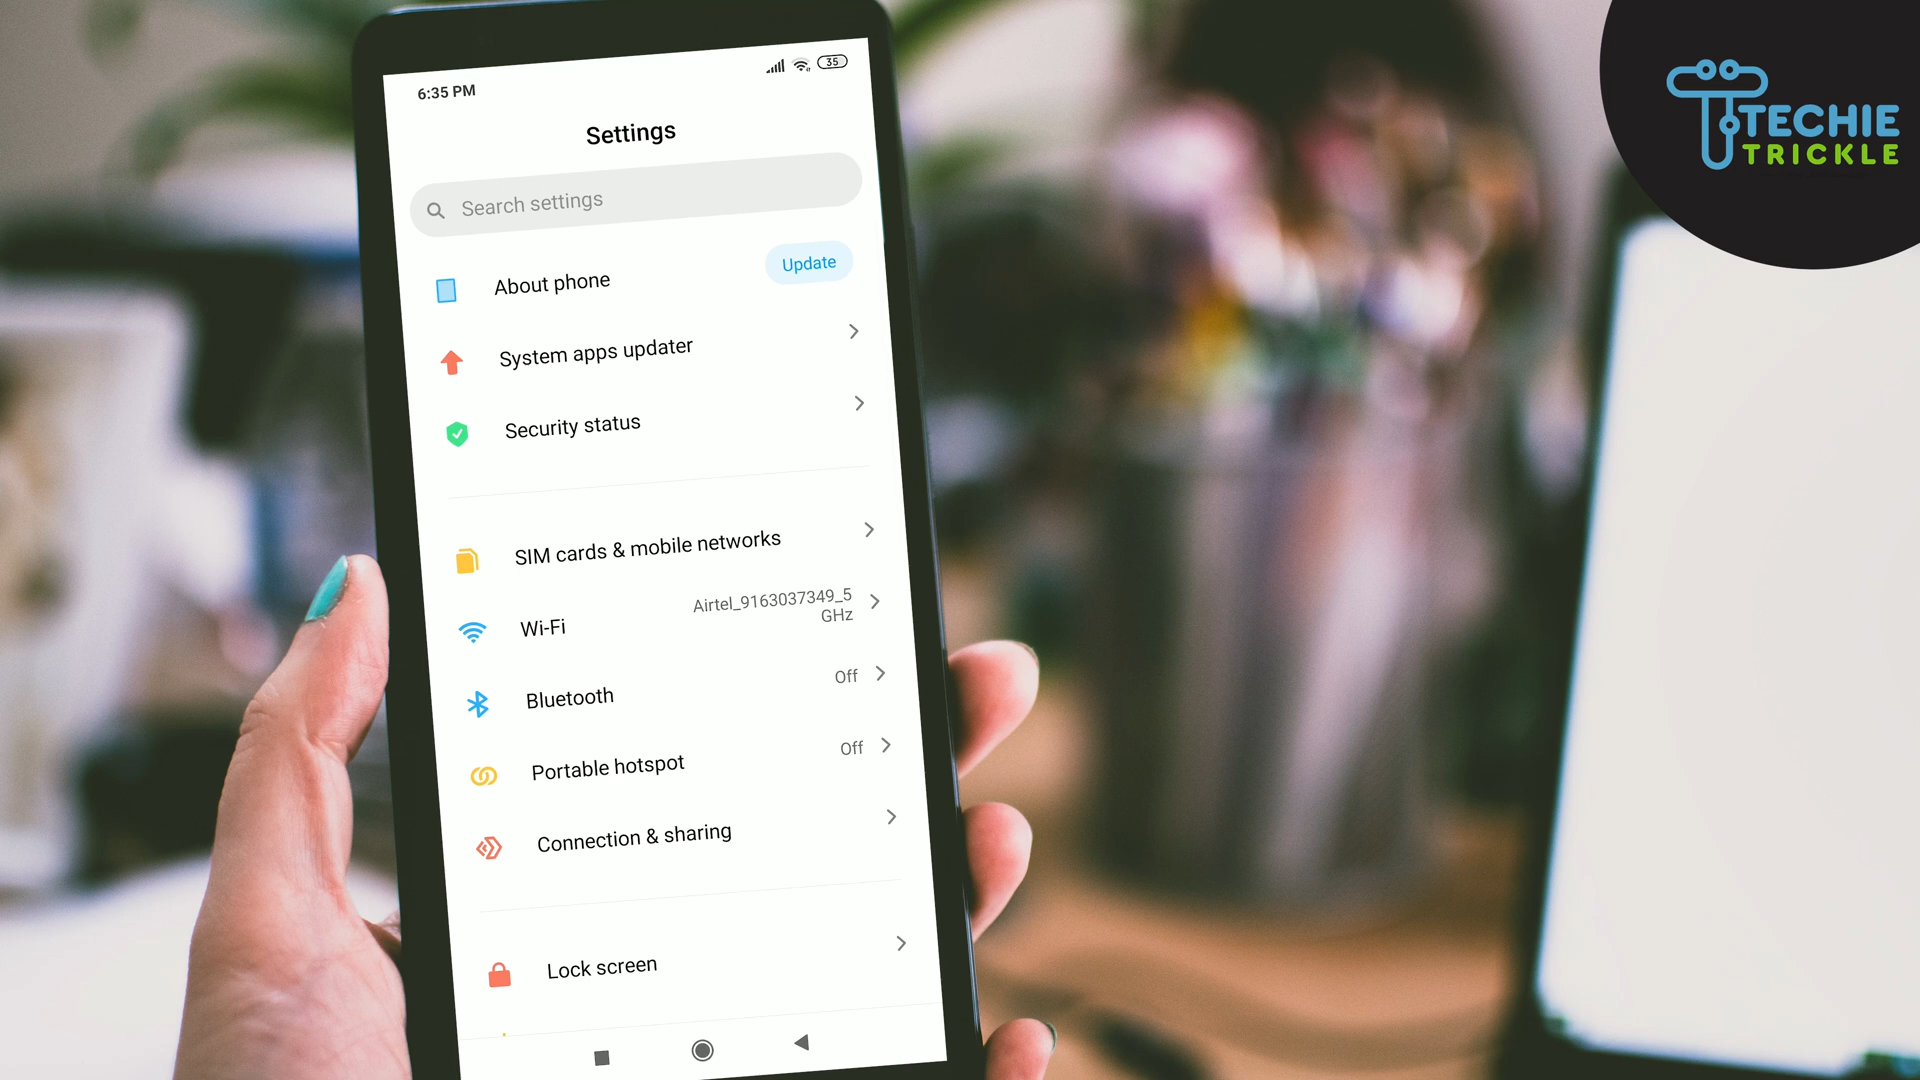 TECHIE
TRICKLE
6:35 PM
35
Settings
Search settings
About phone
Update
System apps updater
Security status
SIM cards & mobile networks
Wi-Fi
Airtel_9163037349_5
GHz
Bluetooth
Off
Portable hotspot
Off
Connection & sharing
Lock screen